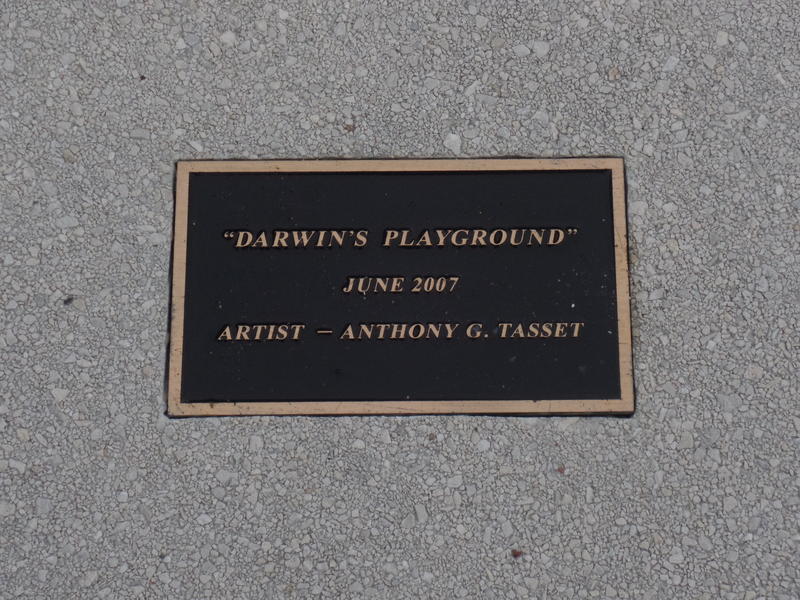 “DARWIN’S PLAYGROUND”
JUNE 2007
ARTIST – ANTHONY G. TASSET